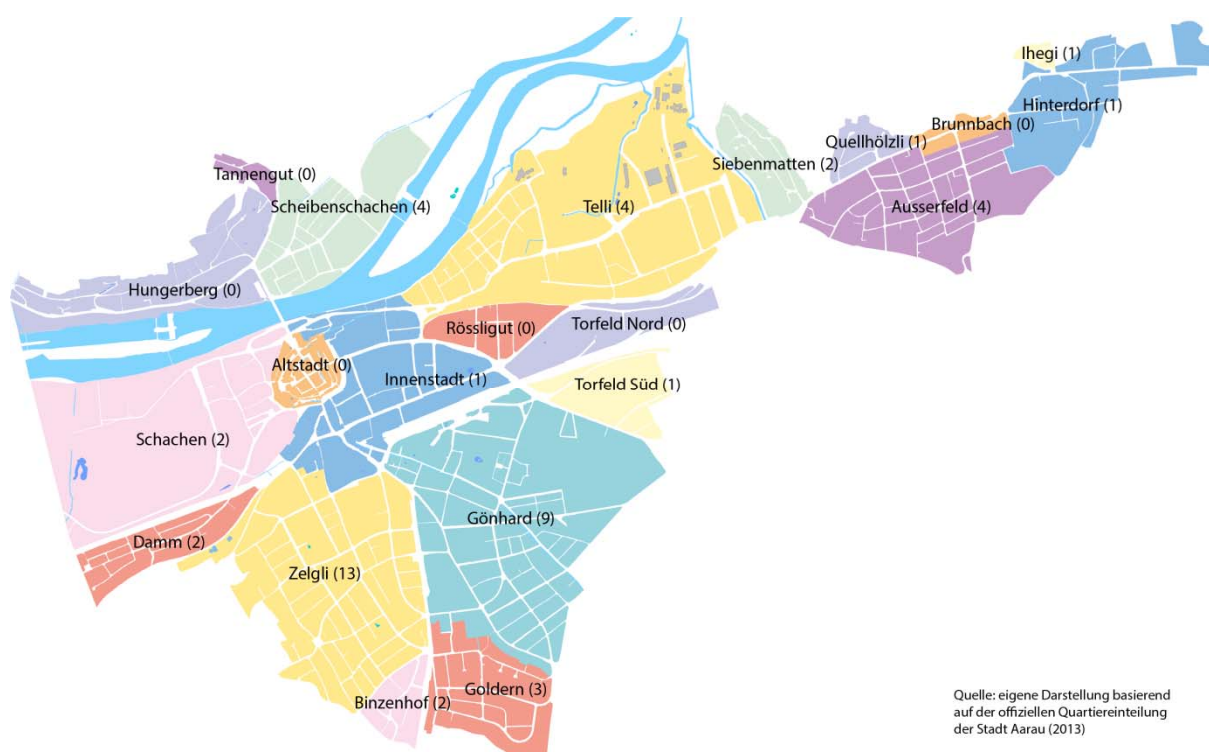 Ihegi (1)
Hinterdorf (1)
Brunnbach (0)
Quellhölzli (1)
Siebenmatten (2)
Tannengut (0)
Scheibenschachen (4)
Telli (4)
Ausserfeld (4)
Hungerberg (0)
Rössligut (0)
Torfeld Nord (0)
Altstadt (0)
Innenstadt (1)
Torfeld Süd (1)
Schachen (2)
Gönhard (9)
Damm (2)
Zelgli (13)
Goldern (3)
Binzenhof (2)
Quelle: eigene Darstellung basierend
auf der offiziellen Quartiereinteilung
der Stadt Aarau (2013)